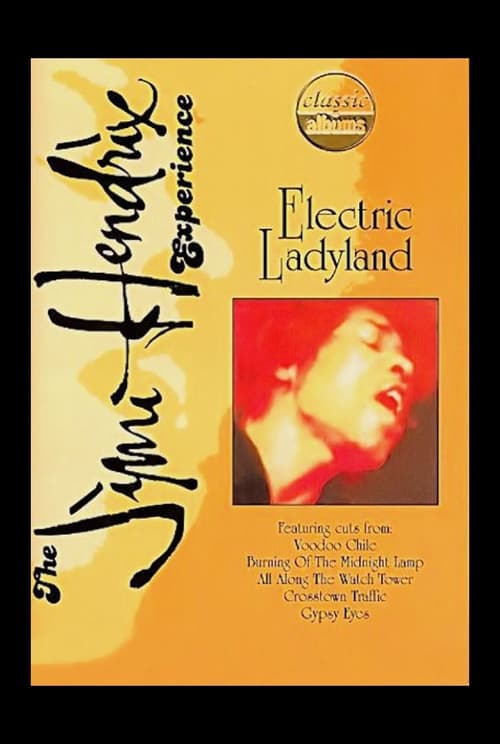 The Jimi Hendrix
Experience
classic
albums
Electric
Ladyland
Featuring cuts from:
Voodoo Chile
Burning Of The Midnight Lamp
All Along The Watch Tower
Crosstown Traffic
Gypsy Eyes